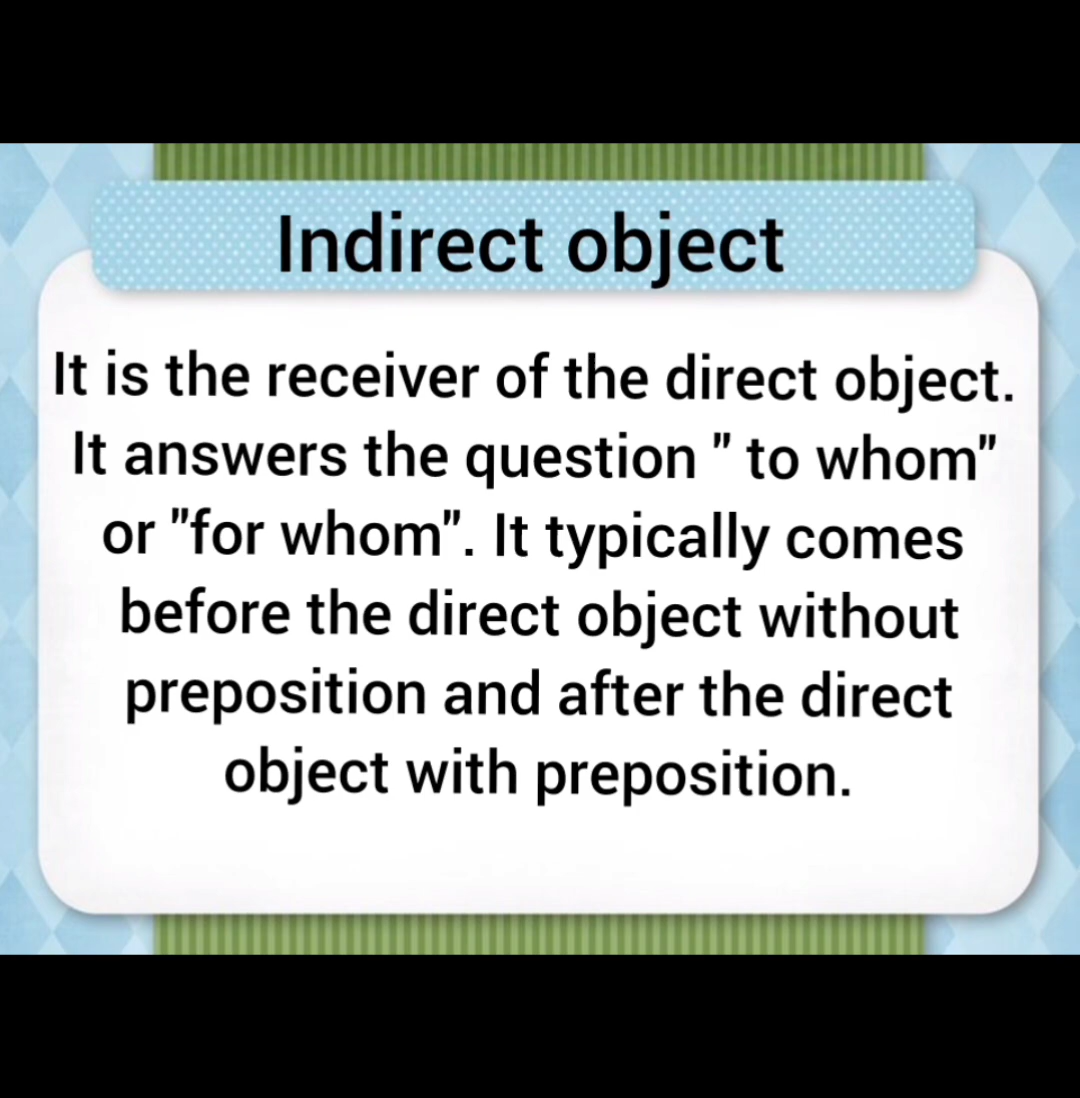 Indirect object
It is the receiver of the direct object.
It answers the question " to whom"
or "for whom". It typically comes
before the direct object without
preposition and after the direct
object with preposition.